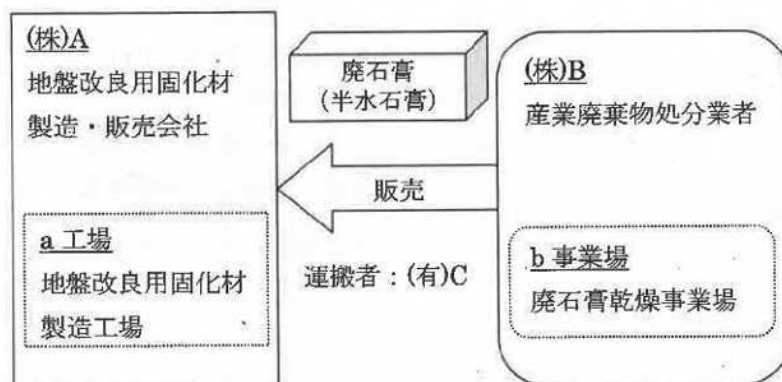 (株)A
地盤改良用固化材
製造・販売会社
a 工場
地盤改良用固化材
製造工場
廃石膏
(半水石膏)
販売
運搬者：(有)C
(株)B
産業廃棄物処分業者
b 事業場
廃石膏乾燥事業場